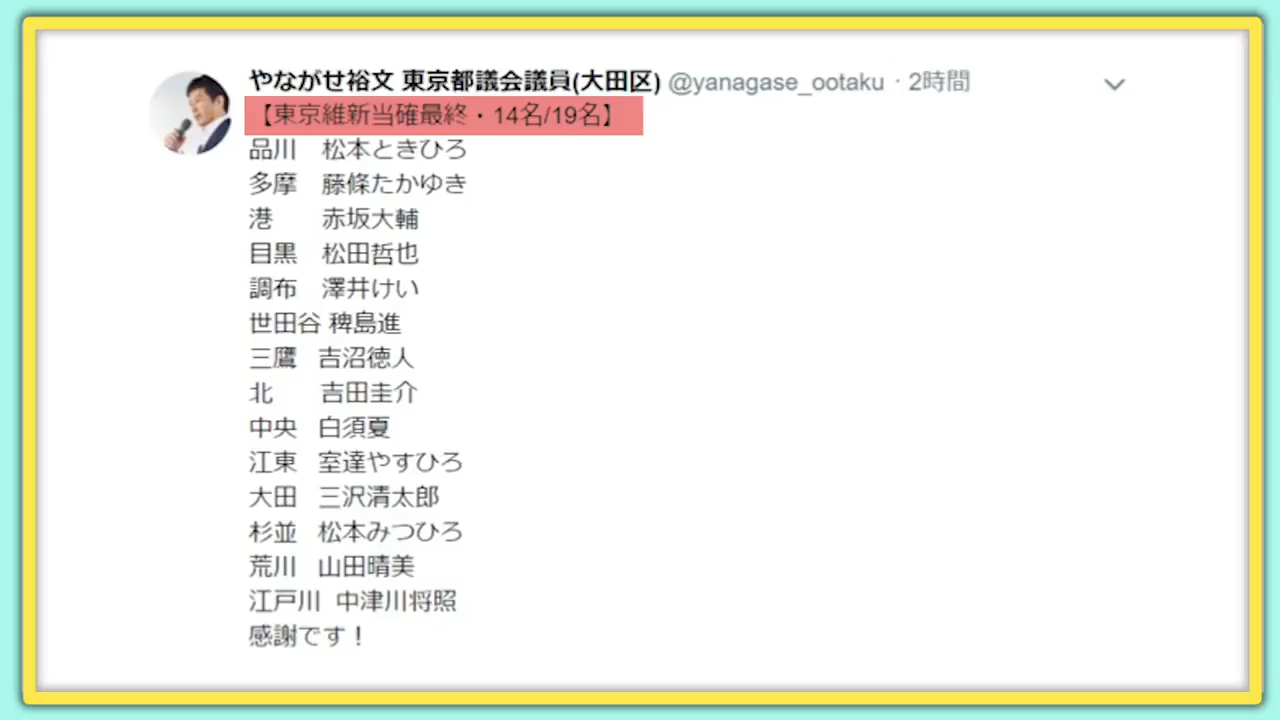 やながせ裕文 東京都議会議員(大田区) @yanagase_ootaku · 2時間
【東京維新当確最終・14名/19名】
品川　松本ときひろ
多摩　藤條たかゆき
港　　赤坂大輔
目黒　松田哲也
調布　澤井けい
世田谷 稗島進
三鷹　吉沼徳人
北　　吉田圭介
中央　白須夏
江東　室達やすひろ
大田　三沢清太郎
杉並　松本みつひろ
荒川　山田晴美
江戸川 中津川将照
感謝です！